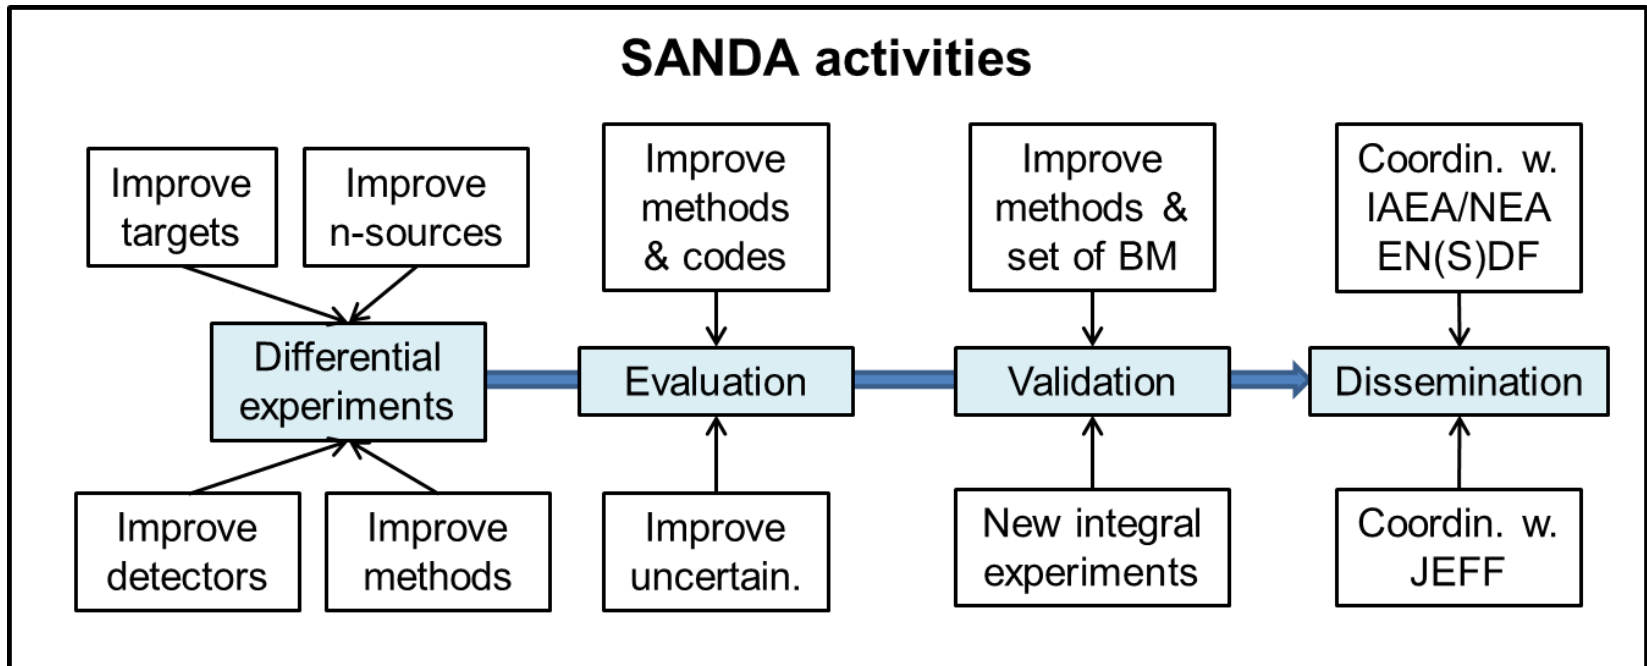 SANDA activities
Improve
targets
Improve
n-sources
Improve
methods
& codes
Improve
methods &
set of BM
Coordin. w.
IAEA/NEA
EN(S)DF
Differential
experiments
Evaluation
Validation
Dissemination
Improve
detectors
Improve
methods
Improve
uncertain.
New integral
experiments
Coordin. w.
JEFF